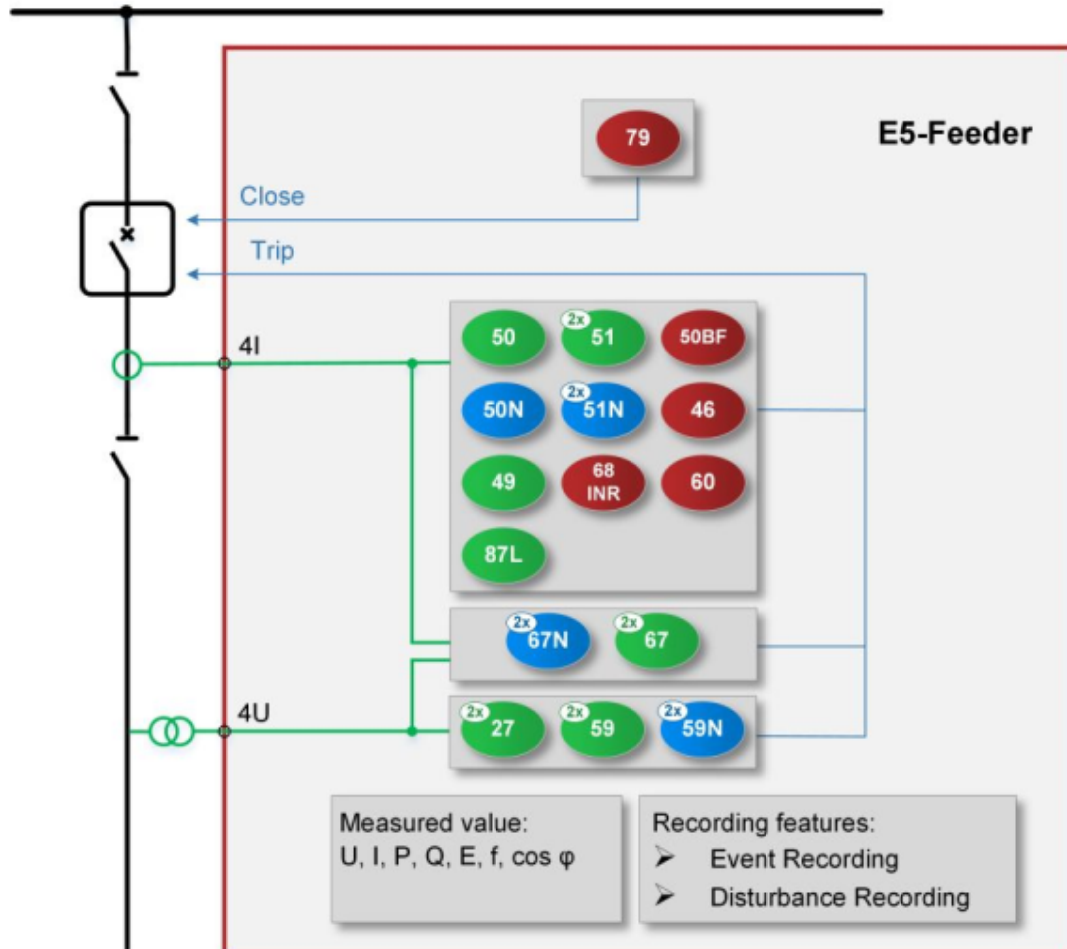 E5-Feeder
79
Close
Trip
4I
50
2x
51
50BF
50N
2x
51N
46
49
68
INR
60
87L
2x
67N
2x
67
4U
2x
27
2x
59
2x
59N
Measured value:
U, I, P, Q, E, f, cos φ
Recording features:
➢ Event Recording
➢ Disturbance Recording